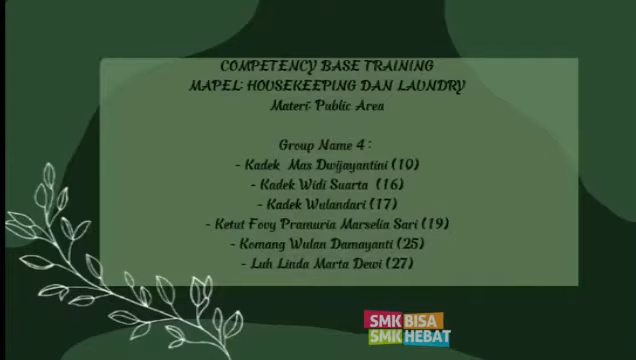 COMPETENCY BASE TRAINING
MAPEL: HOUSEKEEPING DAN LAUNDRY
Materi: Public Area
Group Name 4 :
- Kadek Mas Dwijayantini (10)
- Kadek Widi Suarta (16)
- Kadek Wulandari (17)
- Ketut Fovy Pramuria Marselia Sari (19)
- Komang Wulan Damayanti (25)
- Luh Linda Marta Dewi (27)
SMK BISA
SMK HEBAT